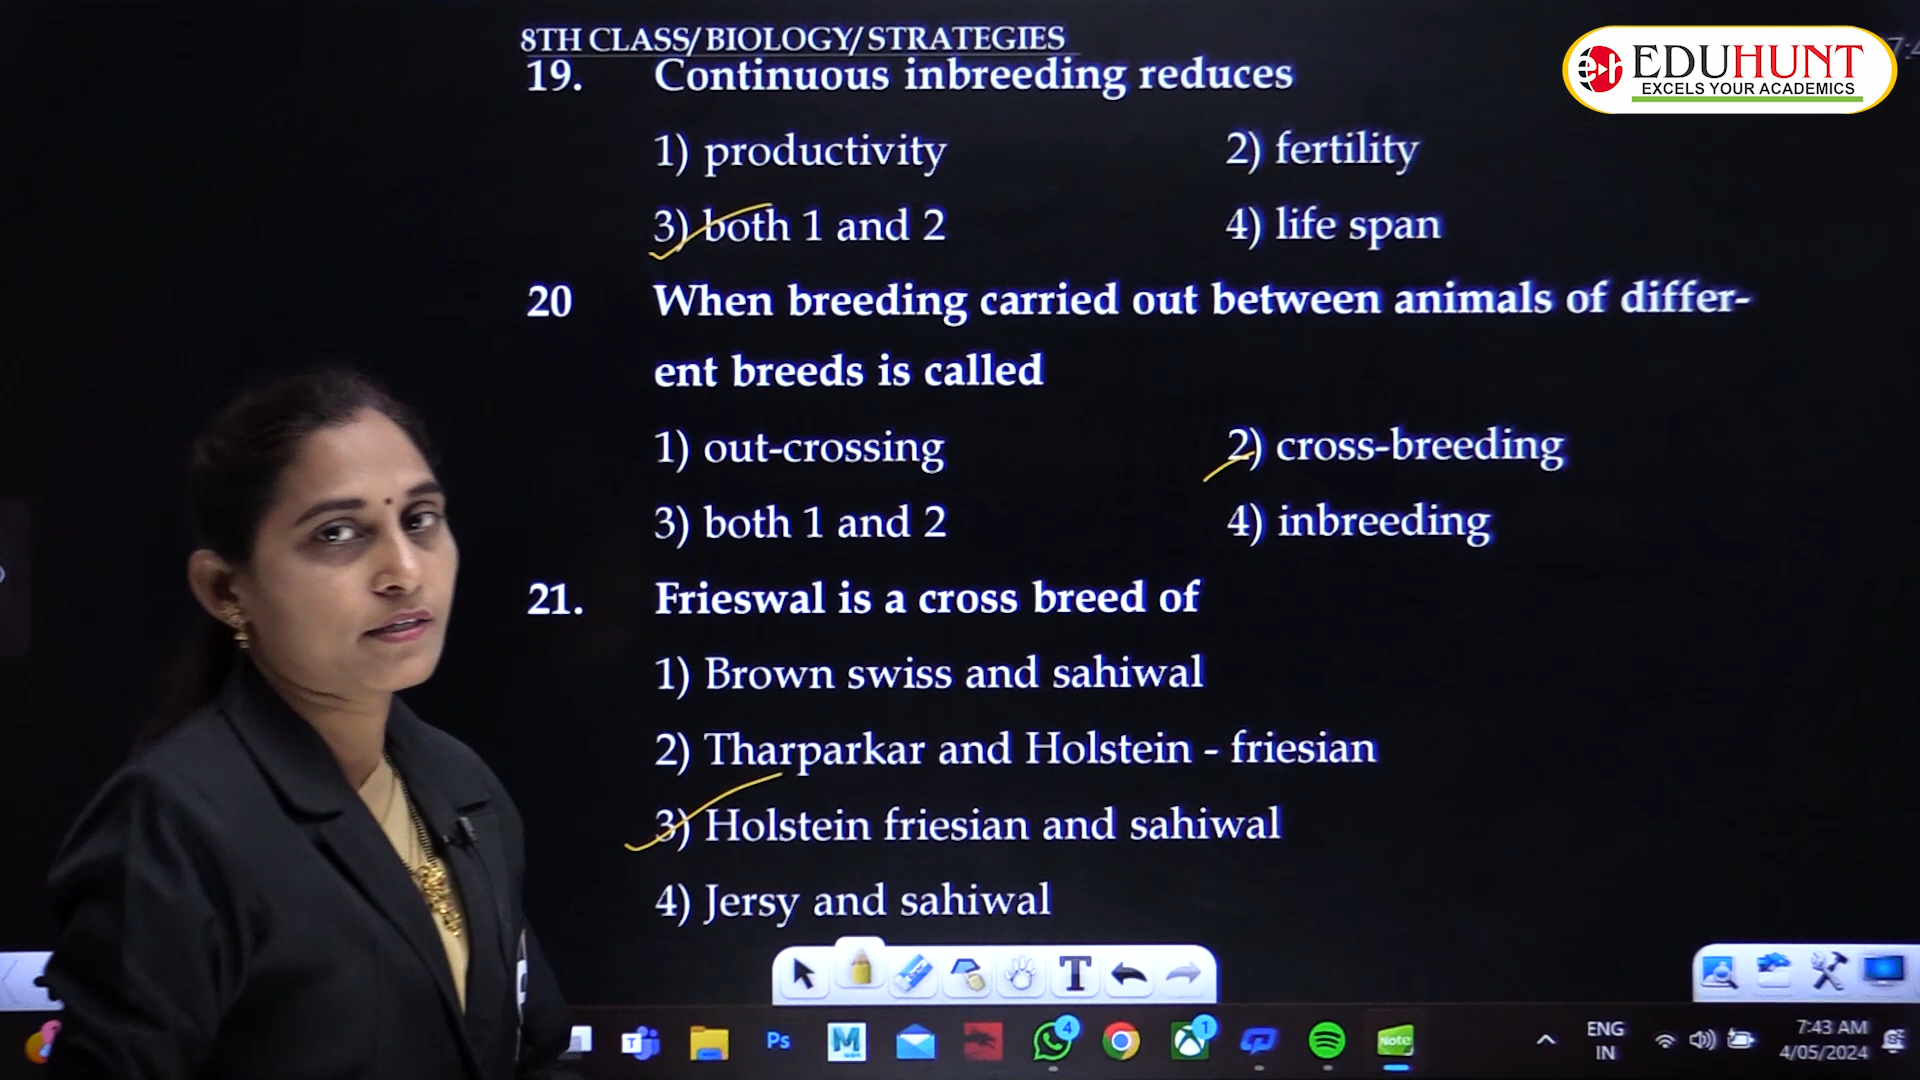 8TH CLASS/ BIOLOGY/ STRATEGIES
EDUHUNT
EXCELS YOUR ACADEMICS
19. Continuous inbreeding reduces
1) productivity 2) fertility
3) both 1 and 2 4) life span
20 When breeding carried out between animals of differ-
ent breeds is called
1) out-crossing 2) cross-breeding
3) both 1 and 2 4) inbreeding
21. Frieswal is a cross breed of
1) Brown swiss and sahiwal
2) Tharparkar and Holstein - friesian
3) Holstein friesian and sahiwal
4) Jersy and sahiwal
T
Ps
4
1
Note
ENG
IN
7:43 AM
4/05/2024